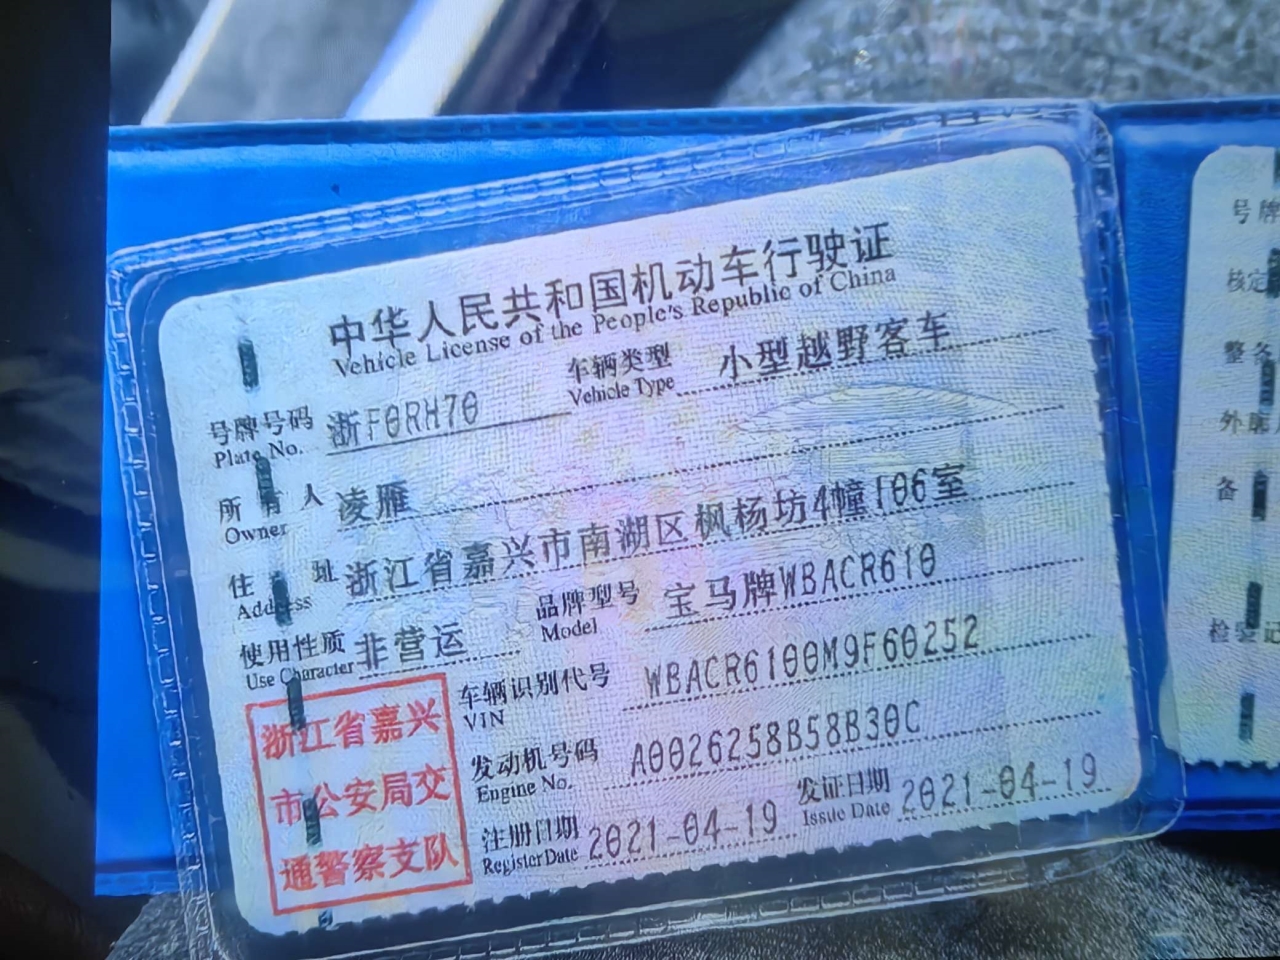 中华人民共和国机动车行驶证
Vehicle License of the People's Republic of China
号牌号码 浙F0RH70 车辆类型 小型越野客车
Plate No. Vehicle Type
所有人 凌雁
Owner
住址 浙江省嘉兴市南湖区枫杨坊4幢106室
Address
使用性质 非营运 品牌型号 宝马牌WBACR610
Use Character Model
车辆识别代号 WBACR6100M9F60252
VIN
发动机号码 A0026258B58B30C
Engine No.
注册日期 2021-04-19 发证日期 2021-04-19
Register Date Issue Date
浙江省嘉兴
市公安局交
通警察支队
号牌
核定
整备
外廓
备
检验记